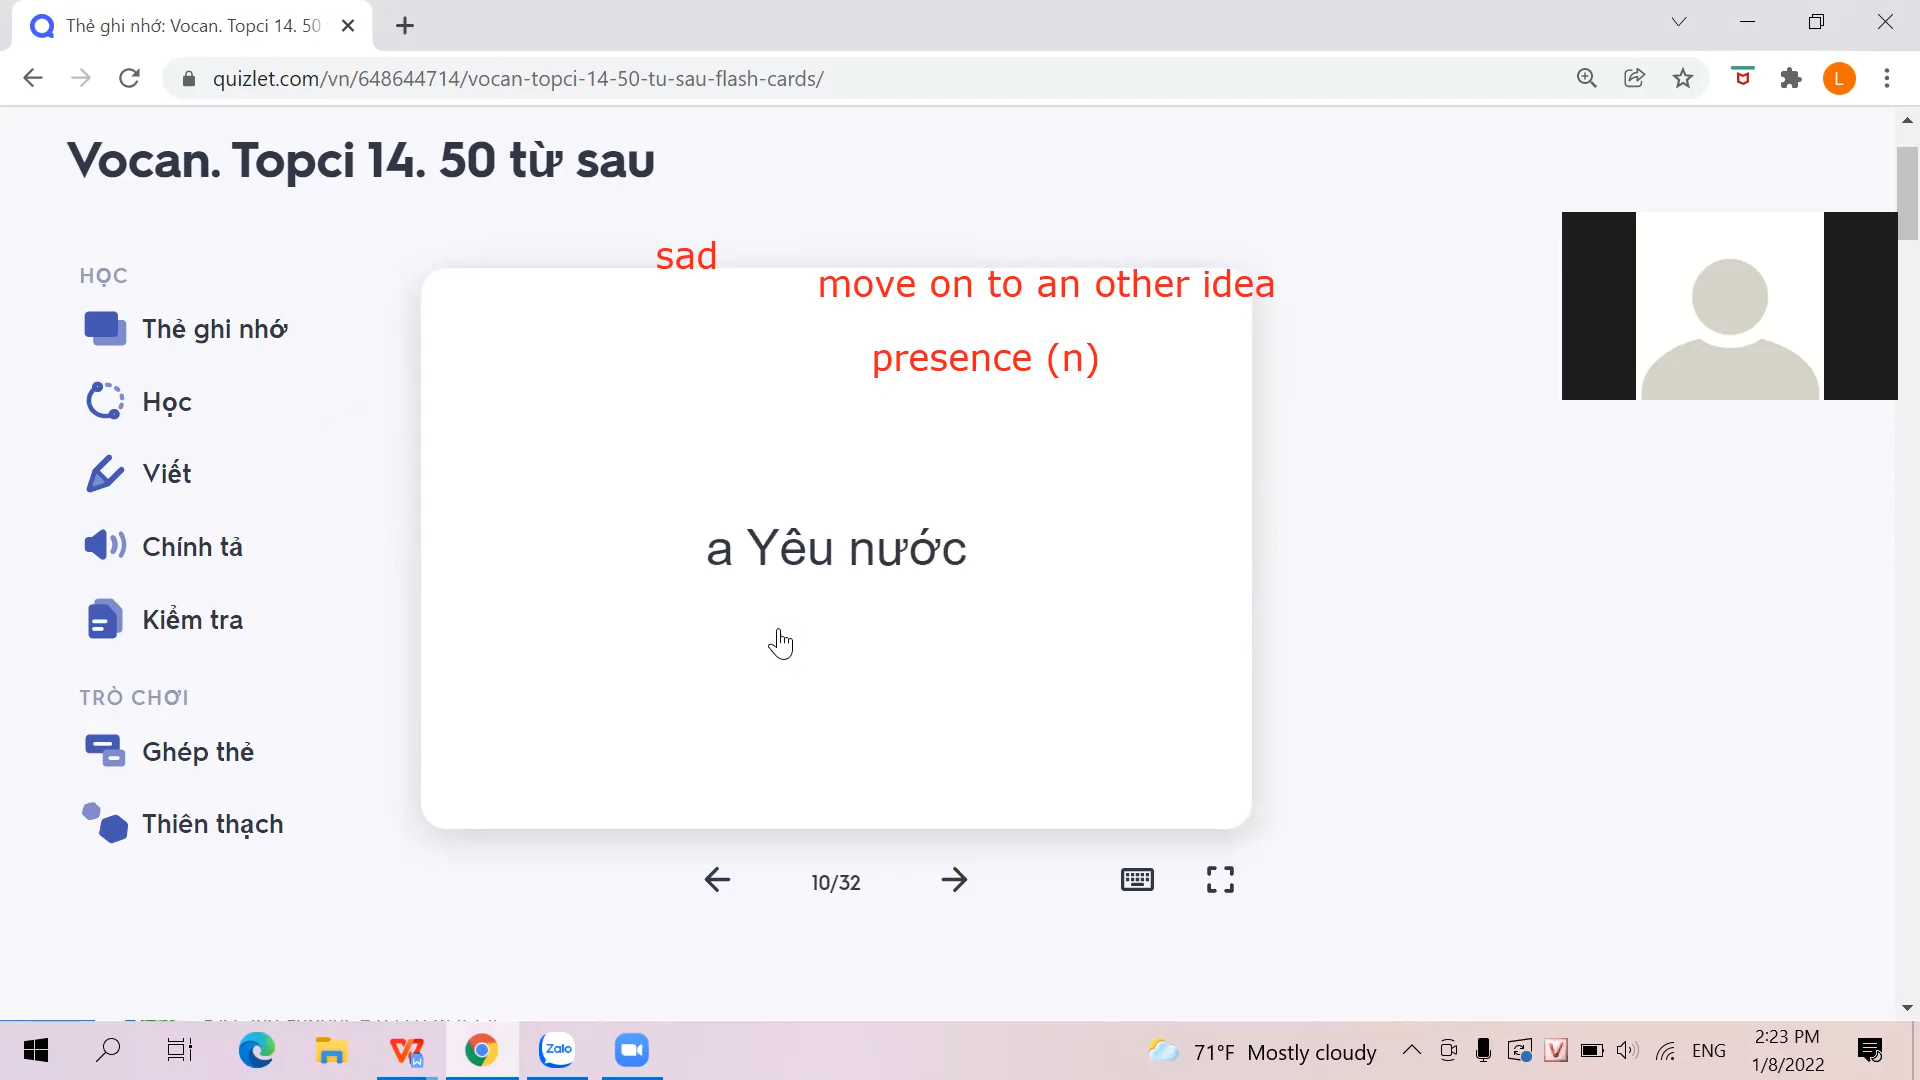 Thẻ ghi nhớ: Vocan. Topci 14. 50
quizlet.com/vn/648644714/vocan-topci-14-50-tu-sau-flash-cards/
L
Vocan. Topci 14. 50 từ sau
sad
move on to an other idea
presence (n)
HỌC
Thẻ ghi nhớ
Học
Viết
Chính tả
Kiểm tra
TRÒ CHƠI
Ghép thẻ
Thiên thạch
a Yêu nước
10/32
Zalo
71°F Mostly cloudy
ENG
2:23 PM
1/8/2022